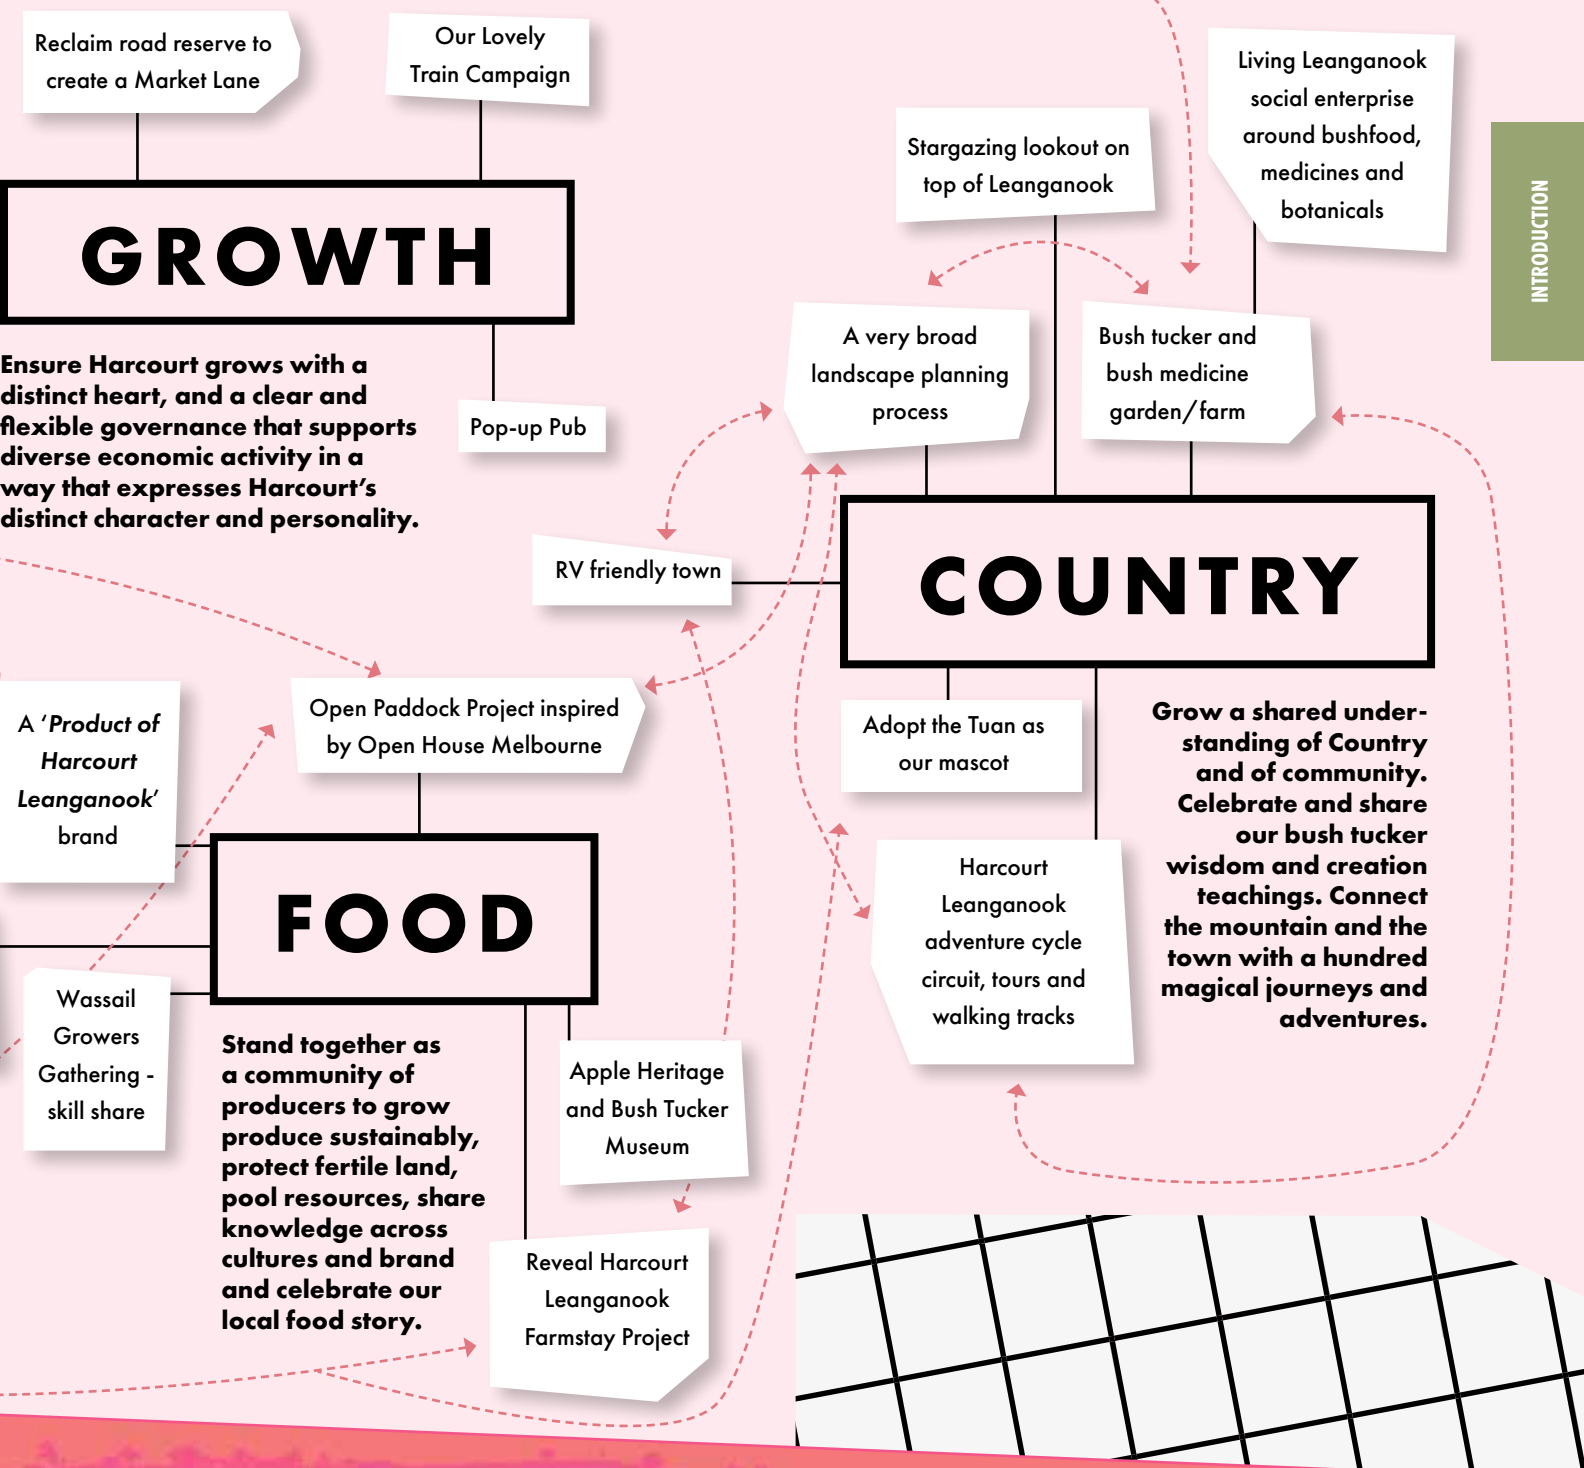 Reclaim road reserve to
create a Market Lane
Our Lovely
Train Campaign
GROWTH
Ensure Harcourt grows with a
distinct heart, and a clear and
flexible governance that supports
diverse economic activity in a
way that expresses Harcourt’s
distinct character and personality.
Pop-up Pub
Stargazing lookout on
top of Leanganook
Living Leanganook
social enterprise
around bushfood,
medicines and
botanicals
INTRODUCTION
A very broad
landscape planning
process
Bush tucker and
bush medicine
garden/farm
RV friendly town
COUNTRY
Adopt the Tuan as
our mascot
Harcourt
Leanganook
adventure cycle
circuit, tours and
walking tracks
Grow a shared under-
standing of Country
and of community.
Celebrate and share
our bush tucker
wisdom and creation
teachings. Connect
the mountain and the
town with a hundred
magical journeys and
adventures.
Open Paddock Project inspired
by Open House Melbourne
A ‘Product of
Harcourt
Leanganook’
brand
FOOD
Wassail
Growers
Gathering -
skill share
Stand together as
a community of
producers to grow
produce sustainably,
protect fertile land,
pool resources, share
knowledge across
cultures and brand
and celebrate our
local food story.
Apple Heritage
and Bush Tucker
Museum
Reveal Harcourt
Leanganook
Farmstay Project